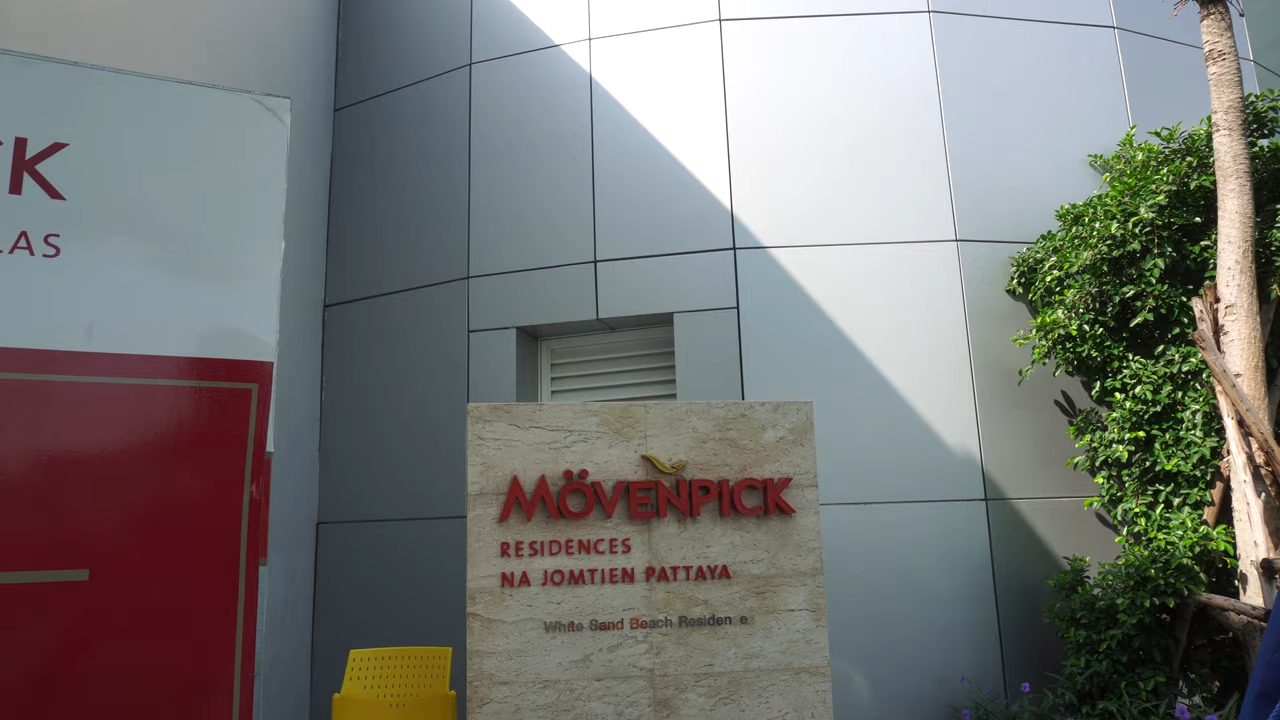 CK
LAS
MÖVENPICK
RESIDENCES
NA JOMTIEN PATTAYA
White Sand Beach Residen e